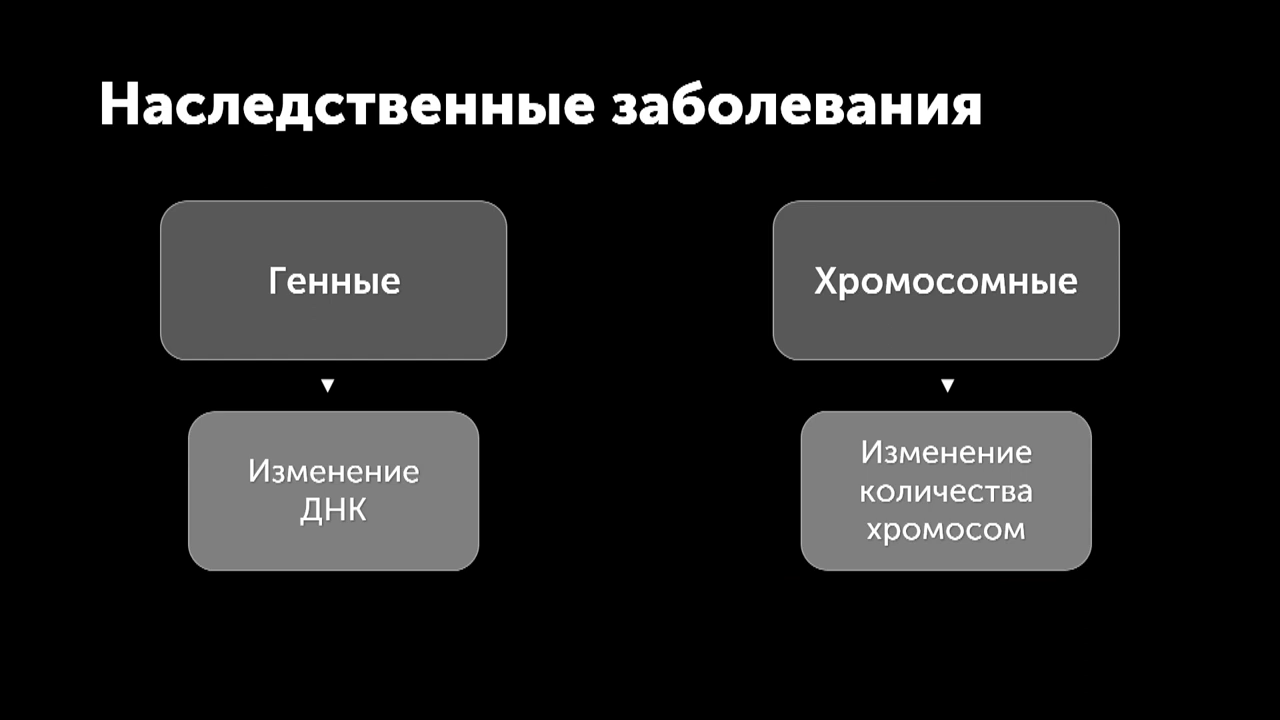 Наследственные заболевания
Генные
Хромосомные
Изменение
ДНК
Изменение
количества
хромосом